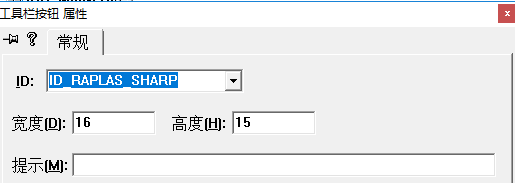 工具栏按钮 属性
常规
ID: ID_RAPLAS_SHARP
宽度(D): 16 高度(H): 15
提示(M):